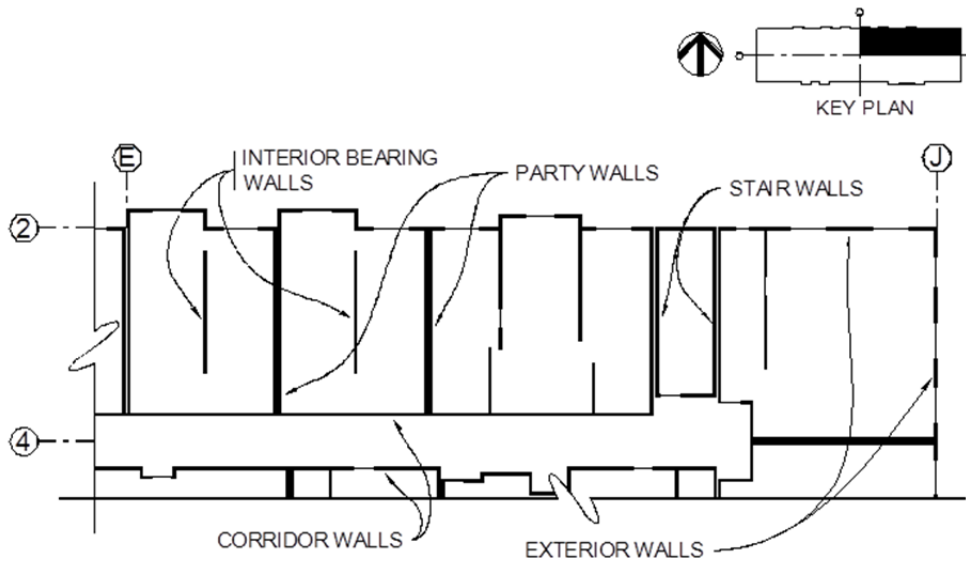 KEY PLAN
E
INTERIOR BEARING
WALLS
PARTY WALLS
STAIR WALLS
J
2
4
CORRIDOR WALLS
EXTERIOR WALLS